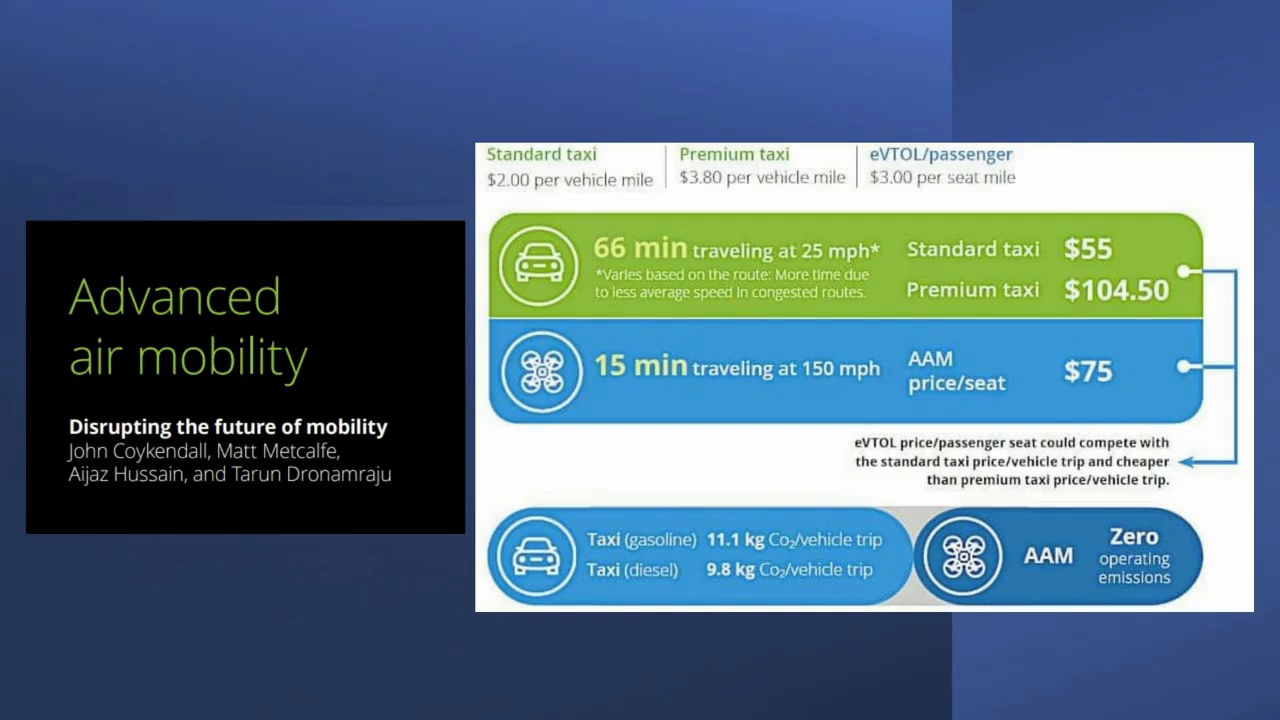 Advanced
air mobility
Disrupting the future of mobility
John Coykendall, Matt Metcalfe,
Aijaz Hussain, and Tarun Dronamraju
Standard taxi
$2.00 per vehicle mile
Premium taxi
$3.80 per vehicle mile
eVTOL/passenger
$3.00 per seat mile
66 min traveling at 25 mph*
*Varies based on the route: More time due
to less average speed in congested routes.
Standard taxi $55
Premium taxi $104.50
15 min traveling at 150 mph
AAM
price/seat
$75
eVTOL price/passenger seat could compete with
the standard taxi price/vehicle trip and cheaper
than premium taxi price/vehicle trip.
Taxi (gasoline) 11.1 kg Co₂/vehicle trip
Taxi (diesel) 9.8 kg Co₂/vehicle trip
AAM
Zero
operating
emissions